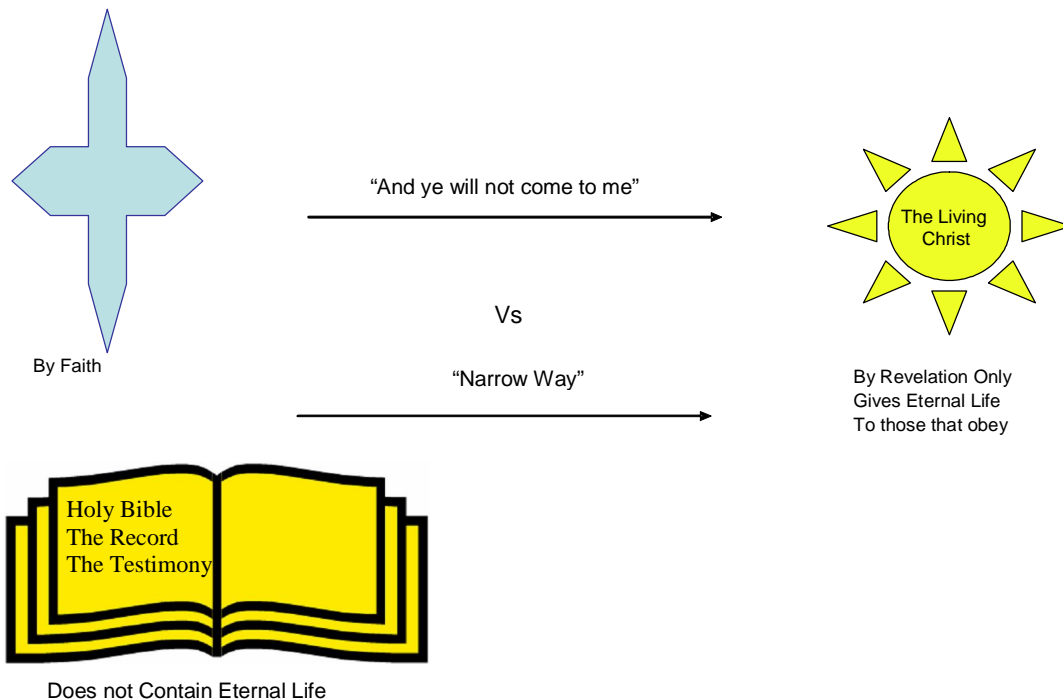 “And ye will not come to me”
The Living
Christ
Vs
By Faith
“Narrow Way”
By Revelation Only
Gives Eternal Life
To those that obey
Holy Bible
The Record
The Testimony
Does not Contain Eternal Life